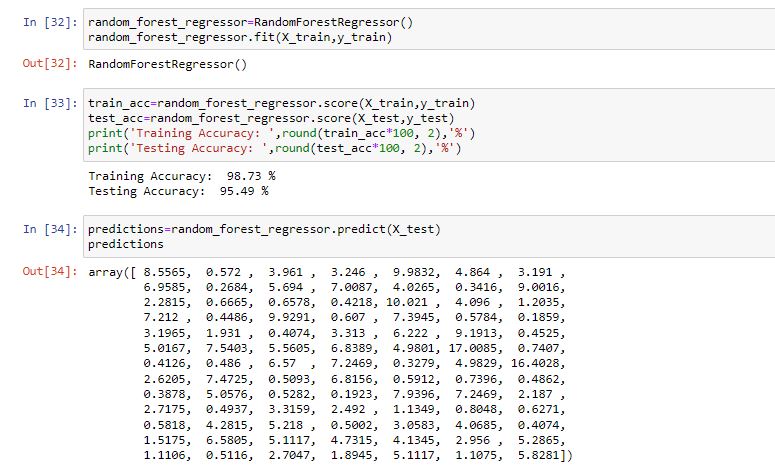 In [32]: random_forest_regressor=RandomForestRegressor()
random_forest_regressor.fit(X_train,y_train)
Out[32]: RandomForestRegressor()
In [33]: train_acc=random_forest_regressor.score(X_train,y_train)
test_acc=random_forest_regressor.score(X_test,y_test)
print('Training Accuracy: ',round(train_acc*100, 2),'%')
print('Testing Accuracy: ',round(test_acc*100, 2),'%')
Training Accuracy:  98.73 %
Testing Accuracy:  95.49 %
In [34]: predictions=random_forest_regressor.predict(X_test)
predictions
Out[34]: array([ 8.5565,  0.572 ,  3.961 ,  3.246 ,  9.9832,  4.864 ,  3.191 ,
6.9585,  0.2684,  5.694 ,  7.0087,  4.0265,  0.3416,  9.0016,
2.2815,  0.6665,  0.6578,  0.4218, 10.021 ,  4.096 ,  1.2035,
7.212 ,  0.4486,  9.9291,  0.607 ,  7.3945,  0.5784,  0.1859,
3.1965,  1.931 ,  0.4074,  3.313 ,  6.222 ,  9.1913,  0.4525,
5.0167,  7.5403,  5.5605,  6.8389,  4.9801, 17.0085,  0.7407,
0.4126,  0.486 ,  6.57  ,  7.2469,  0.3279,  4.9829, 16.4028,
2.6205,  7.4725,  0.5093,  6.8156,  0.5912,  0.7396,  0.4862,
0.3878,  5.0576,  0.5282,  0.1923,  7.9396,  7.2469,  2.187 ,
2.7175,  0.4937,  3.3159,  2.492 ,  1.1349,  0.8048,  0.6271,
0.5818,  4.2815,  5.218 ,  0.5002,  3.0583,  4.0685,  0.4074,
1.5175,  6.5805,  5.1117,  4.7315,  4.1345,  2.956 ,  5.2865,
1.1106,  0.5116,  2.7047,  1.8945,  5.1117,  1.1075,  5.8281])